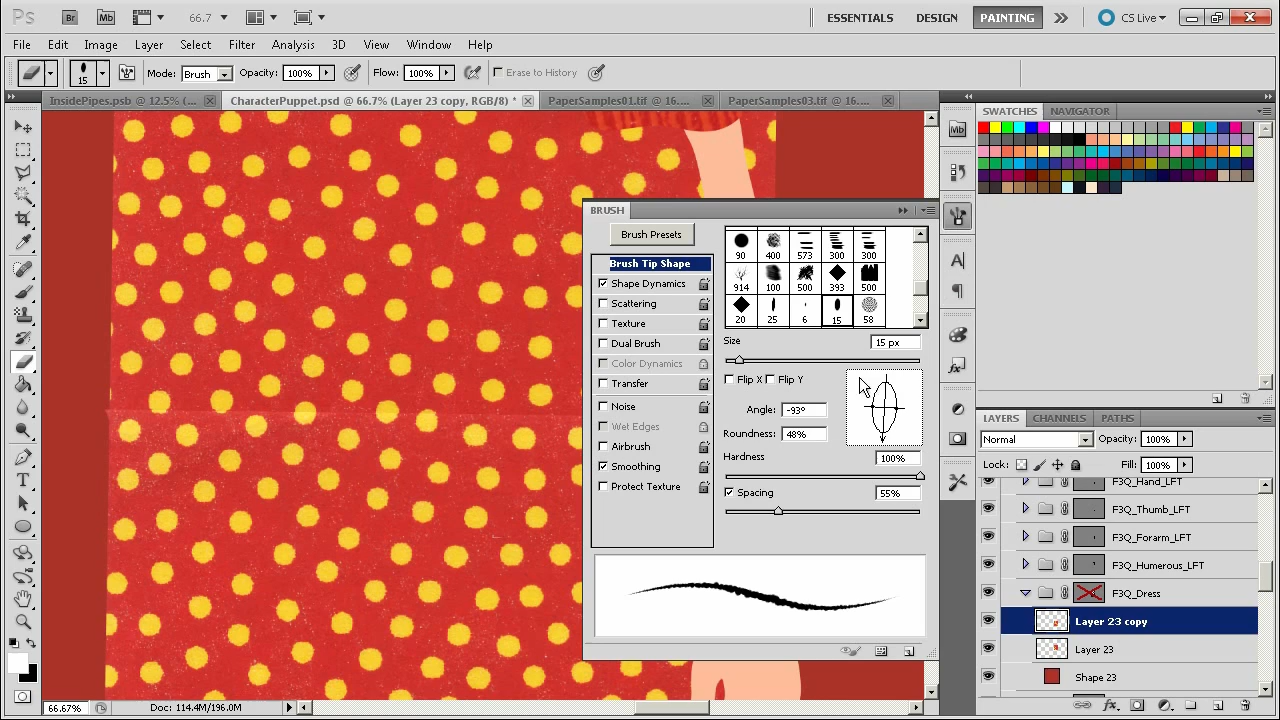 Ps Br Mb 66.7 ESSENTIALS DESIGN PAINTING CS Live
File Edit Image Layer Select Filter Analysis 3D View Window Help
15 Mode: Brush Opacity: 100% Flow: 100% Erase to History
InsidePipes.psb @ 12.5% (... CharacterPuppet.psd @ 66.7% (Layer 23 copy, RGB/8) * PaperSamples01.tif @ 16.... PaperSamples03.tif @ 16....
SWATCHES NAVIGATOR
BRUSH
Brush Presets
Brush Tip Shape
Shape Dynamics
Scattering
Texture
Dual Brush
Color Dynamics
Transfer
Noise
Wet Edges
Airbrush
Smoothing
Protect Texture
90 400 573 300 300
914 100 500 393 500
20 25 6 15 58
Size 15 px
Flip X Flip Y
Angle: -93°
Roundness: 48%
Hardness 100%
Spacing 55%
Mb
A
LAYERS CHANNELS PATHS
Normal Opacity: 100%
Lock: Fill: 100%
F3Q_Hand_LFT
F3Q_Thumb_LFT
F3Q_Forarm_LFT
F3Q_Humerous_LFT
F3Q_Dress
Layer 23 copy
Layer 23
Shape 23
66.67% Doc: 114.4M/196.0M